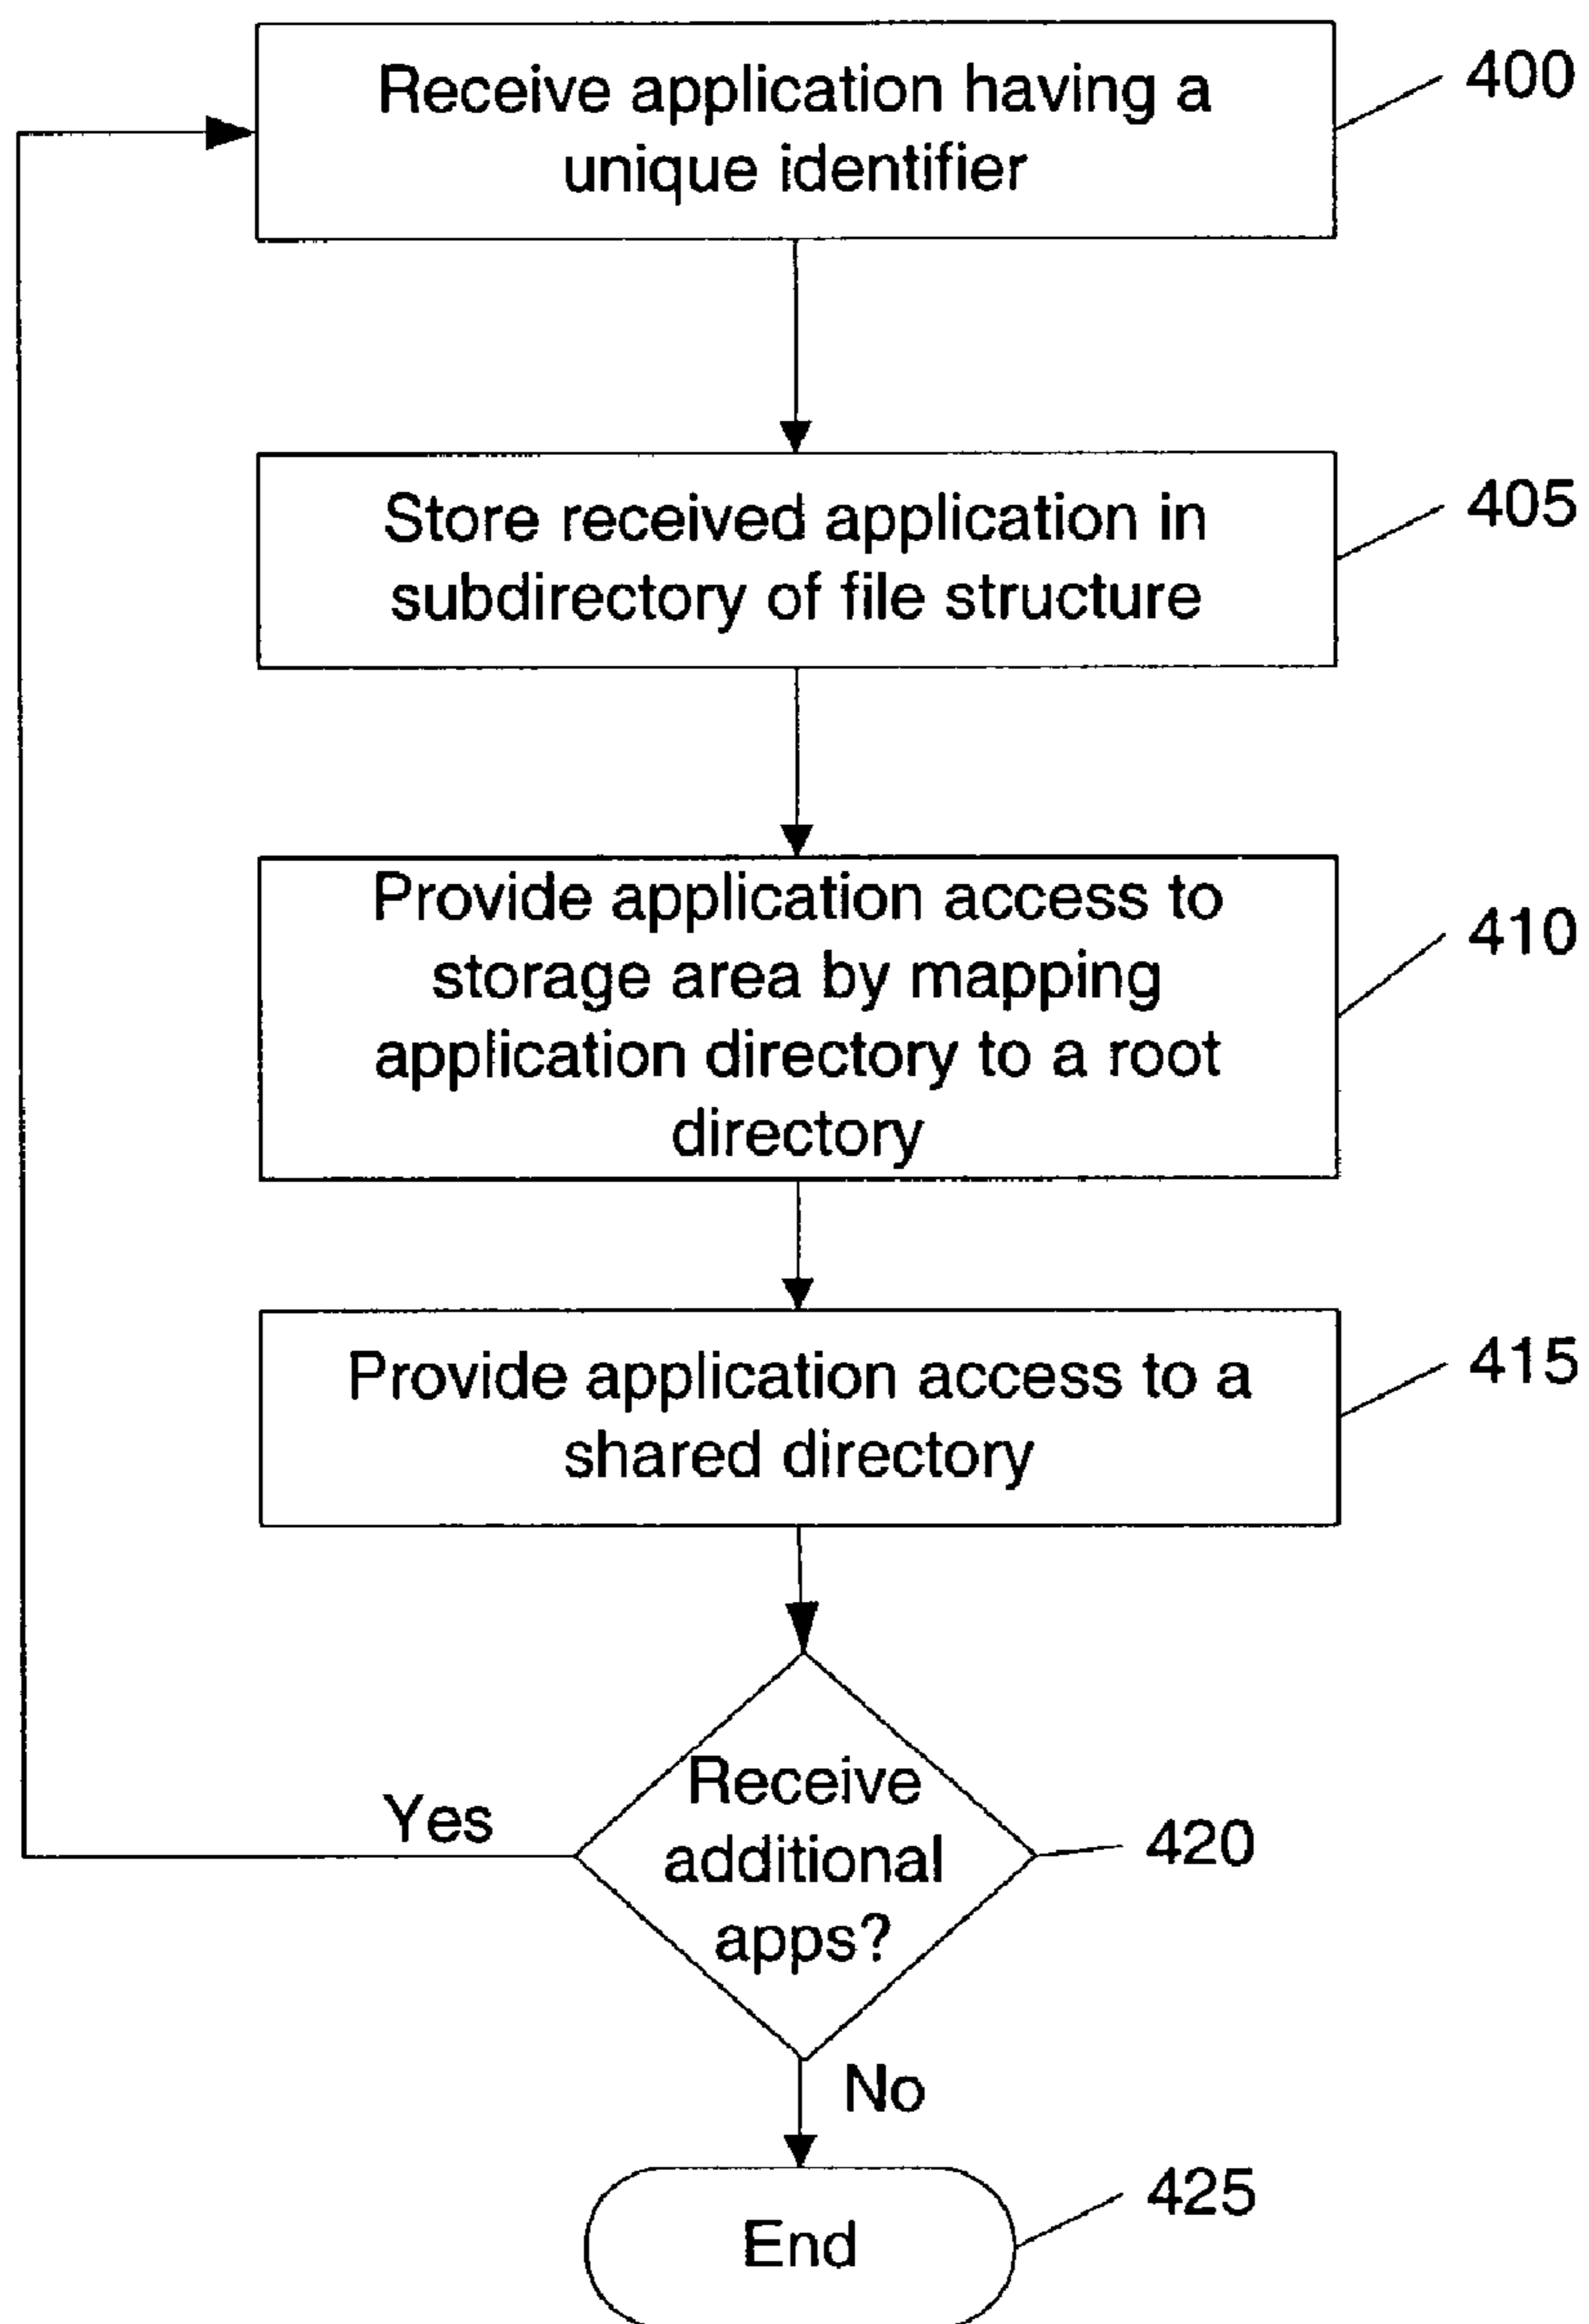 Receive application having a
unique identifier
400
Store received application in
subdirectory of file structure
405
Provide application access to
storage area by mapping
application directory to a root
directory
410
Provide application access to a
shared directory
415
Receive
additional
apps?
420
Yes
No
End
425